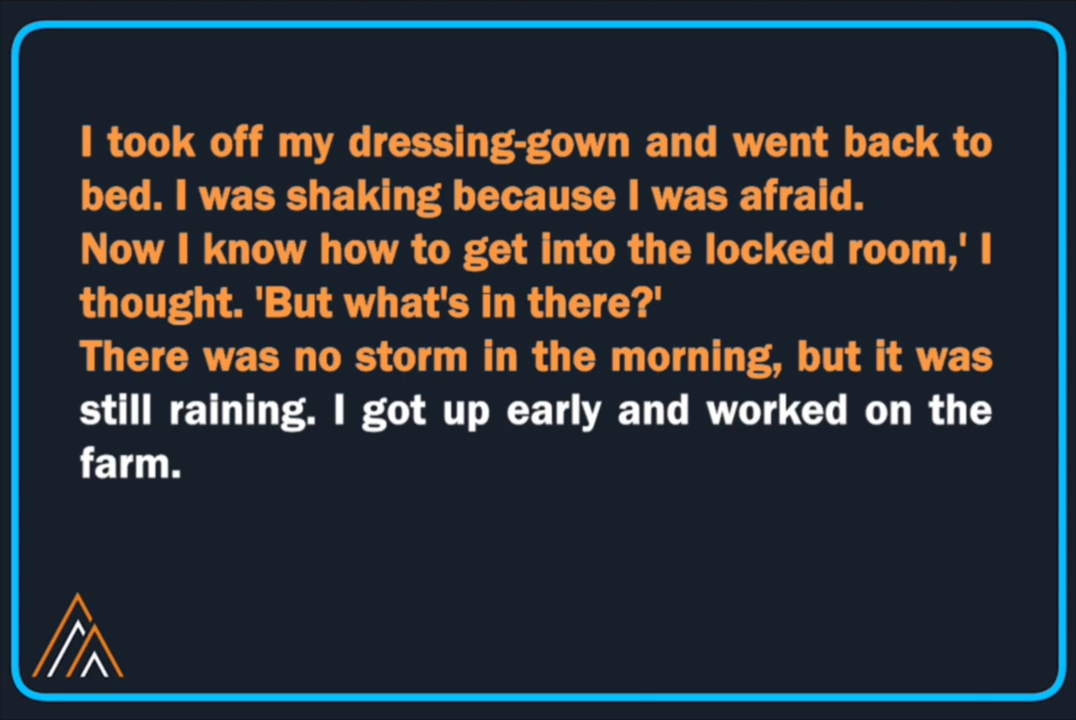 I took off my dressing-gown and went back to
bed. I was shaking because I was afraid.
Now I know how to get into the locked room,' I
thought. 'But what's in there?'
There was no storm in the morning, but it was
still raining. I got up early and worked on the
farm.